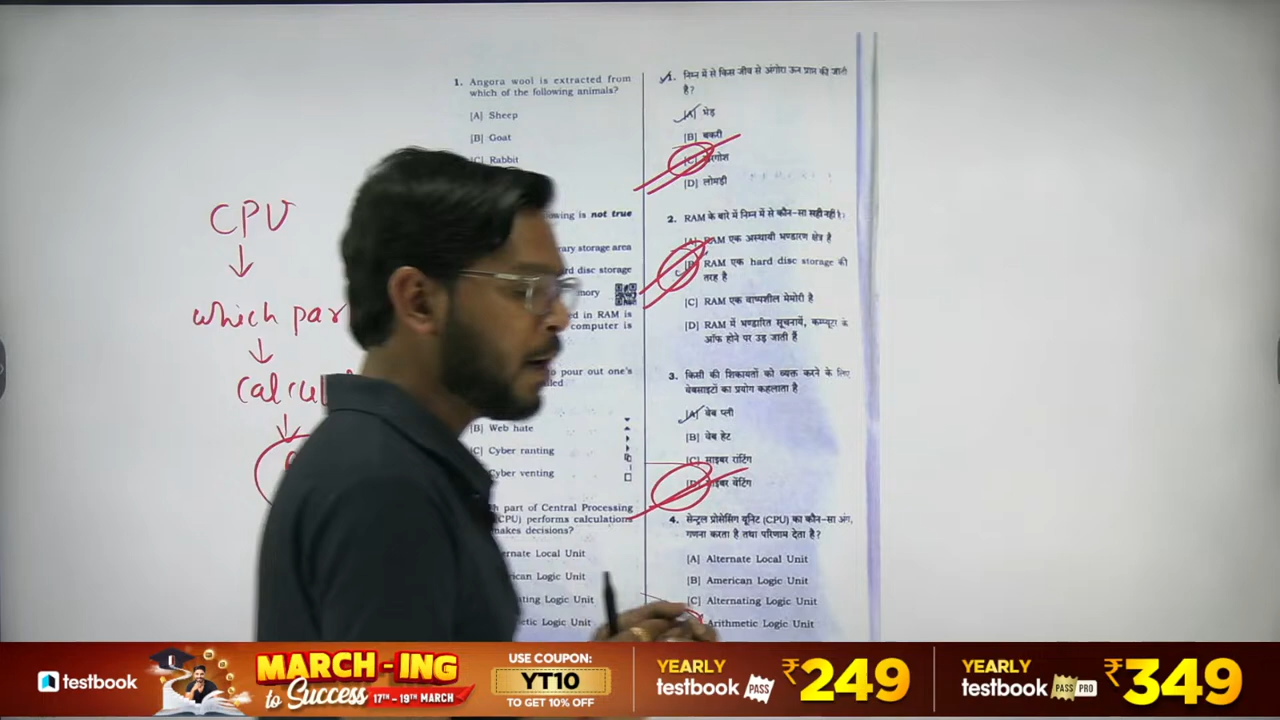 CPU
↓
which par
↓
calcul
↓
1. Angora wool is extracted from
which of the following animals?
[A] Sheep
[B] Goat
[C] Rabbit
owing is not true
rary storage area
rd disc storage
mory
d in RAM is
computer is
to pour out one's
lled
[B] Web hate
[C] Cyber ranting
Cyber venting
h part of Central Processing
(CPU) performs calculations
makes decisions?
ernate Local Unit
ican Logic Unit
ating Logic Unit
etic Logic Unit
1. निम्न में से किस जीव से अंगोरा ऊन प्राप्त की जाती
है?
[A] भेड़
[B] बकरी
[C] खरगोश
[D] लोमड़ी
2. RAM के बारे में निम्न में से कौन-सा सही नहीं है।
[A] RAM एक अस्थायी भण्डारण क्षेत्र है
[B] RAM एक hard disc storage की
तरह है
[C] RAM एक वाष्पशील मेमोरी है
[D] RAM में भण्डारित सूचनायें, कम्प्यूटर के
ऑफ होने पर उड़ जाती हैं
3. किसी की शिकायतों को व्यक्त करने के लिए
वेबसाइटों का प्रयोग कहलाता है
[A] वेब प्ली
[B] वेब हेट
[C] साइबर रांटिंग
[D] साइबर वेंटिंग
4. सेन्ट्रल प्रोसेसिंग यूनिट (CPU) का कौन-सा अंग,
गणना करता है तथा परिणाम देता है?
[A] Alternate Local Unit
[B] American Logic Unit
[C] Alternating Logic Unit
Arithmetic Logic Unit
testbook
MARCH-ING
to Success 17TH - 19TH MARCH
USE COUPON:
YT10
TO GET 10% OFF
YEARLY
testbook PASS
₹249
YEARLY
testbook PASS PRO
₹349